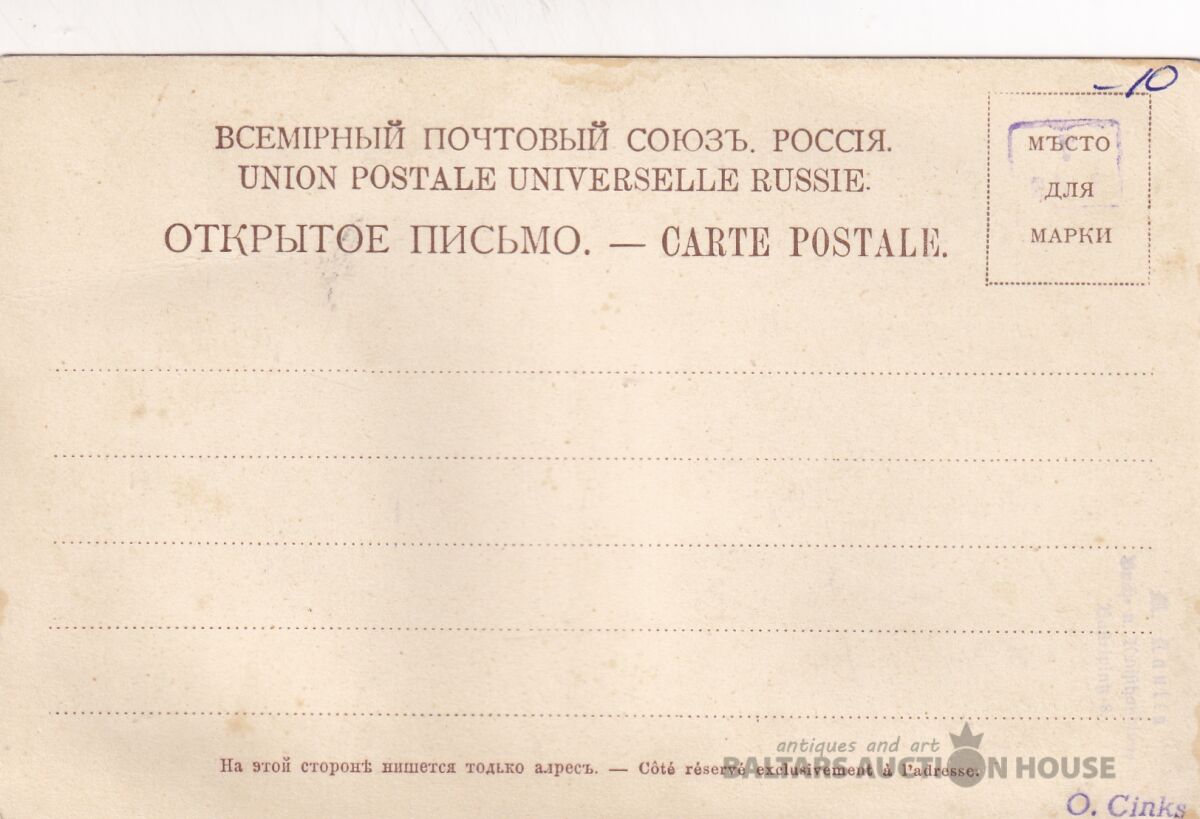 –10
ВСЕМІРНЫЙ ПОЧТОВЫЙ СОЮЗЪ. РОССІЯ.
UNION POSTALE UNIVERSELLE RUSSIE.
ОТКРЫТОЕ ПИСЬМО. — CARTE POSTALE.
МѢСТО
ДЛЯ
МАРКИ
На этой сторонѣ пишется только адресъ. — Côté réservé exclusivement à l'adresse.
antiques and art
BALTARS AUCTION HOUSE
O. Cinks